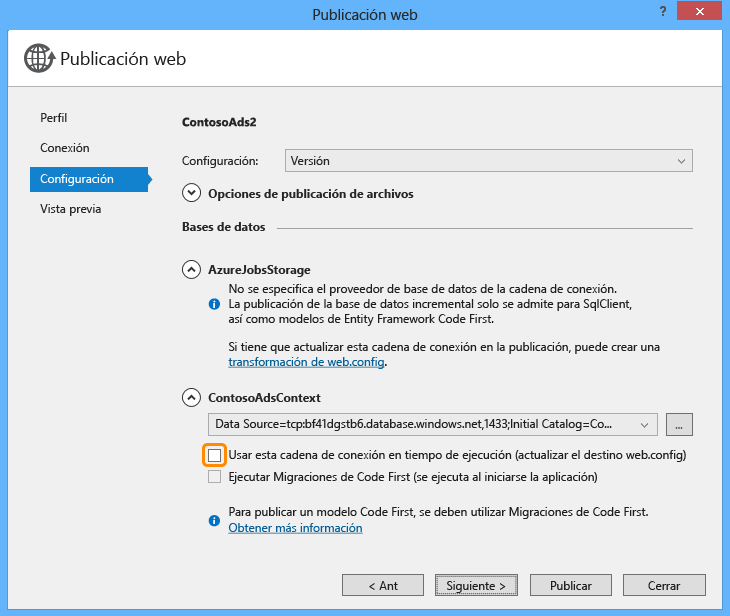 Publicación web
?
Publicación web
Perfil
Conexión
Configuración
Vista previa
ContosoAds2
Configuración: Versión
Opciones de publicación de archivos
Bases de datos
AzureJobsStorage
No se especifica el proveedor de base de datos de la cadena de conexión.
La publicación de la base de datos incremental solo se admite para SqlClient,
así como modelos de Entity Framework Code First.
Si tiene que actualizar esta cadena de conexión en la publicación, puede crear una
transformación de web.config.
ContosoAdsContext
Data Source=tcp:bf41dgstb6.database.windows.net,1433;Initial Catalog=Co... ...
Usar esta cadena de conexión en tiempo de ejecución (actualizar el destino web.config)
Ejecutar Migraciones de Code First (se ejecuta al iniciarse la aplicación)
Para publicar un modelo Code First, se deben utilizar Migraciones de Code First.
Obtener más información
< Ant Siguiente > Publicar Cerrar